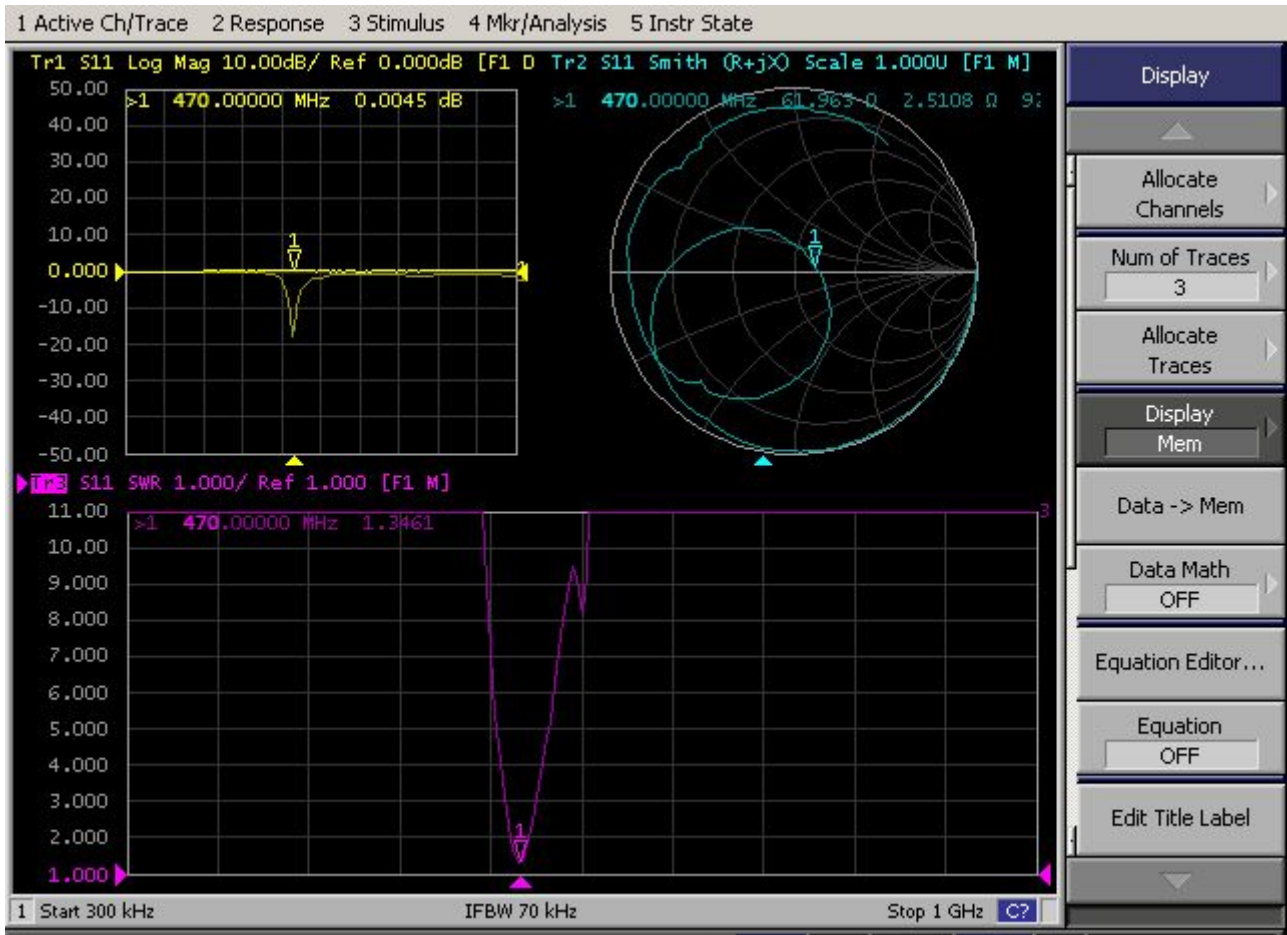 1 Active Ch/Trace 2 Response 3 Stimulus 4 Mkr/Analysis 5 Instr State
Tr1 S11 Log Mag 10.00dB/ Ref 0.000dB [F1 D
50.00
>1 470.00000 MHz 0.0045 dB
40.00
30.00
20.00
10.00
0.000
-10.00
-20.00
-30.00
-40.00
-50.00
1
Tr2 S11 Smith (R+jX) Scale 1.000U [F1 M]
>1 470.00000 MHz 61.963 Ω 2.5108 Ω 92
1
Tr3 S11 SWR 1.000/ Ref 1.000 [F1 M]
11.00
>1 470.00000 MHz 1.3461
3
10.00
9.000
8.000
7.000
6.000
5.000
4.000
3.000
2.000
1.000
1
1 Start 300 kHz IFBW 70 kHz Stop 1 GHz C?
Display
Allocate
Channels
Num of Traces
3
Allocate
Traces
Display
Mem
Data -> Mem
Data Math
OFF
Equation Editor...
Equation
OFF
Edit Title Label